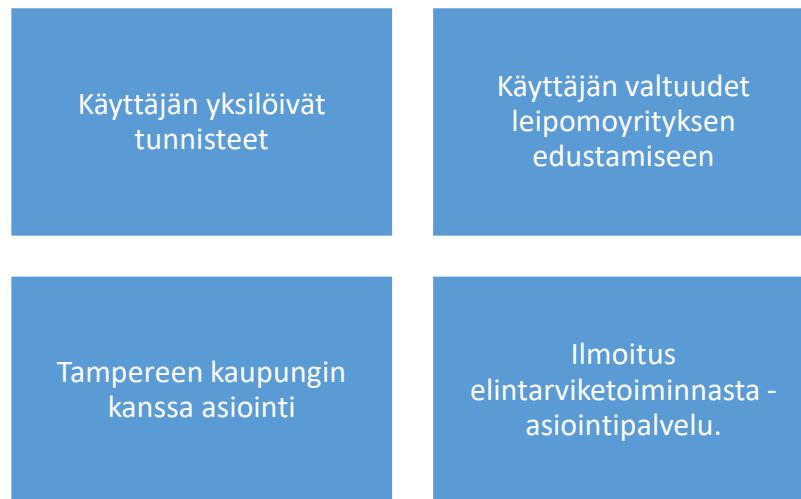 Käyttäjän yksilöivät
tunnisteet
Käyttäjän valtuudet
leipomoyrityksen
edustamiseen
Tampereen kaupungin
kanssa asiointi
Ilmoitus
elintarviketoiminnasta -
asiointipalvelu.